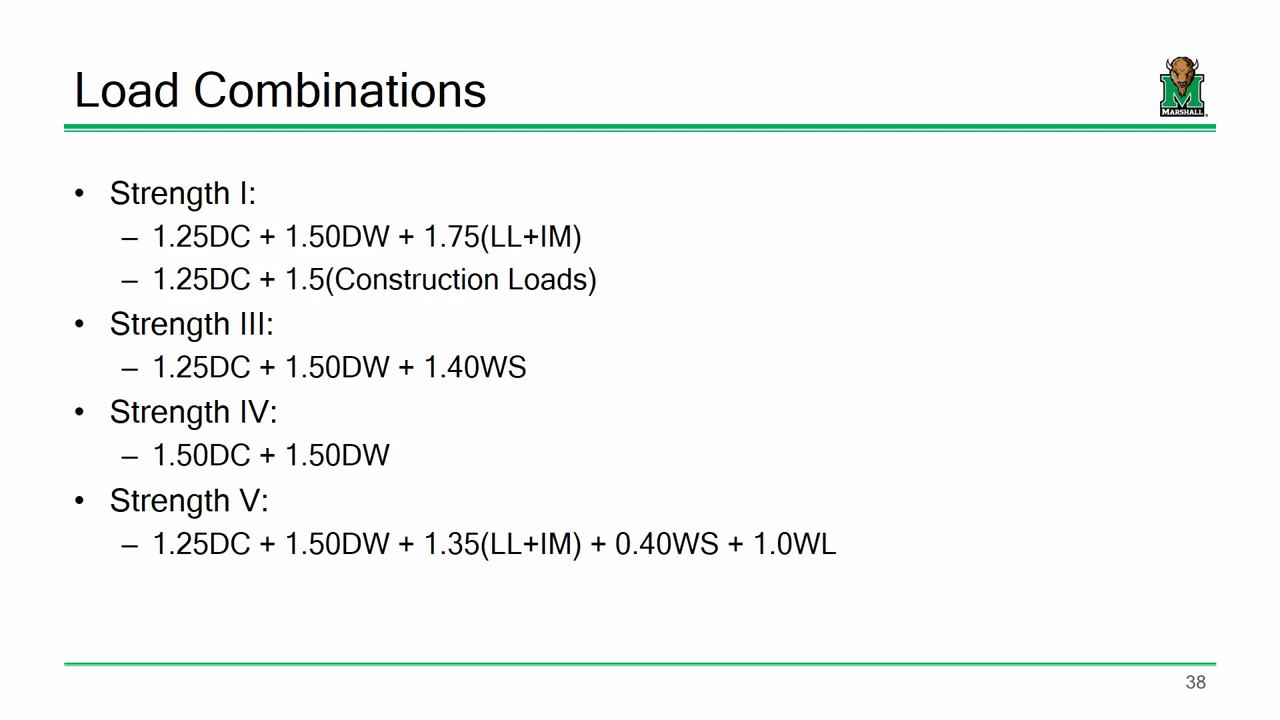 Load Combinations
MARSHALL
• Strength I:
– 1.25DC + 1.50DW + 1.75(LL+IM)
– 1.25DC + 1.5(Construction Loads)
• Strength III:
– 1.25DC + 1.50DW + 1.40WS
• Strength IV:
– 1.50DC + 1.50DW
• Strength V:
– 1.25DC + 1.50DW + 1.35(LL+IM) + 0.40WS + 1.0WL
38